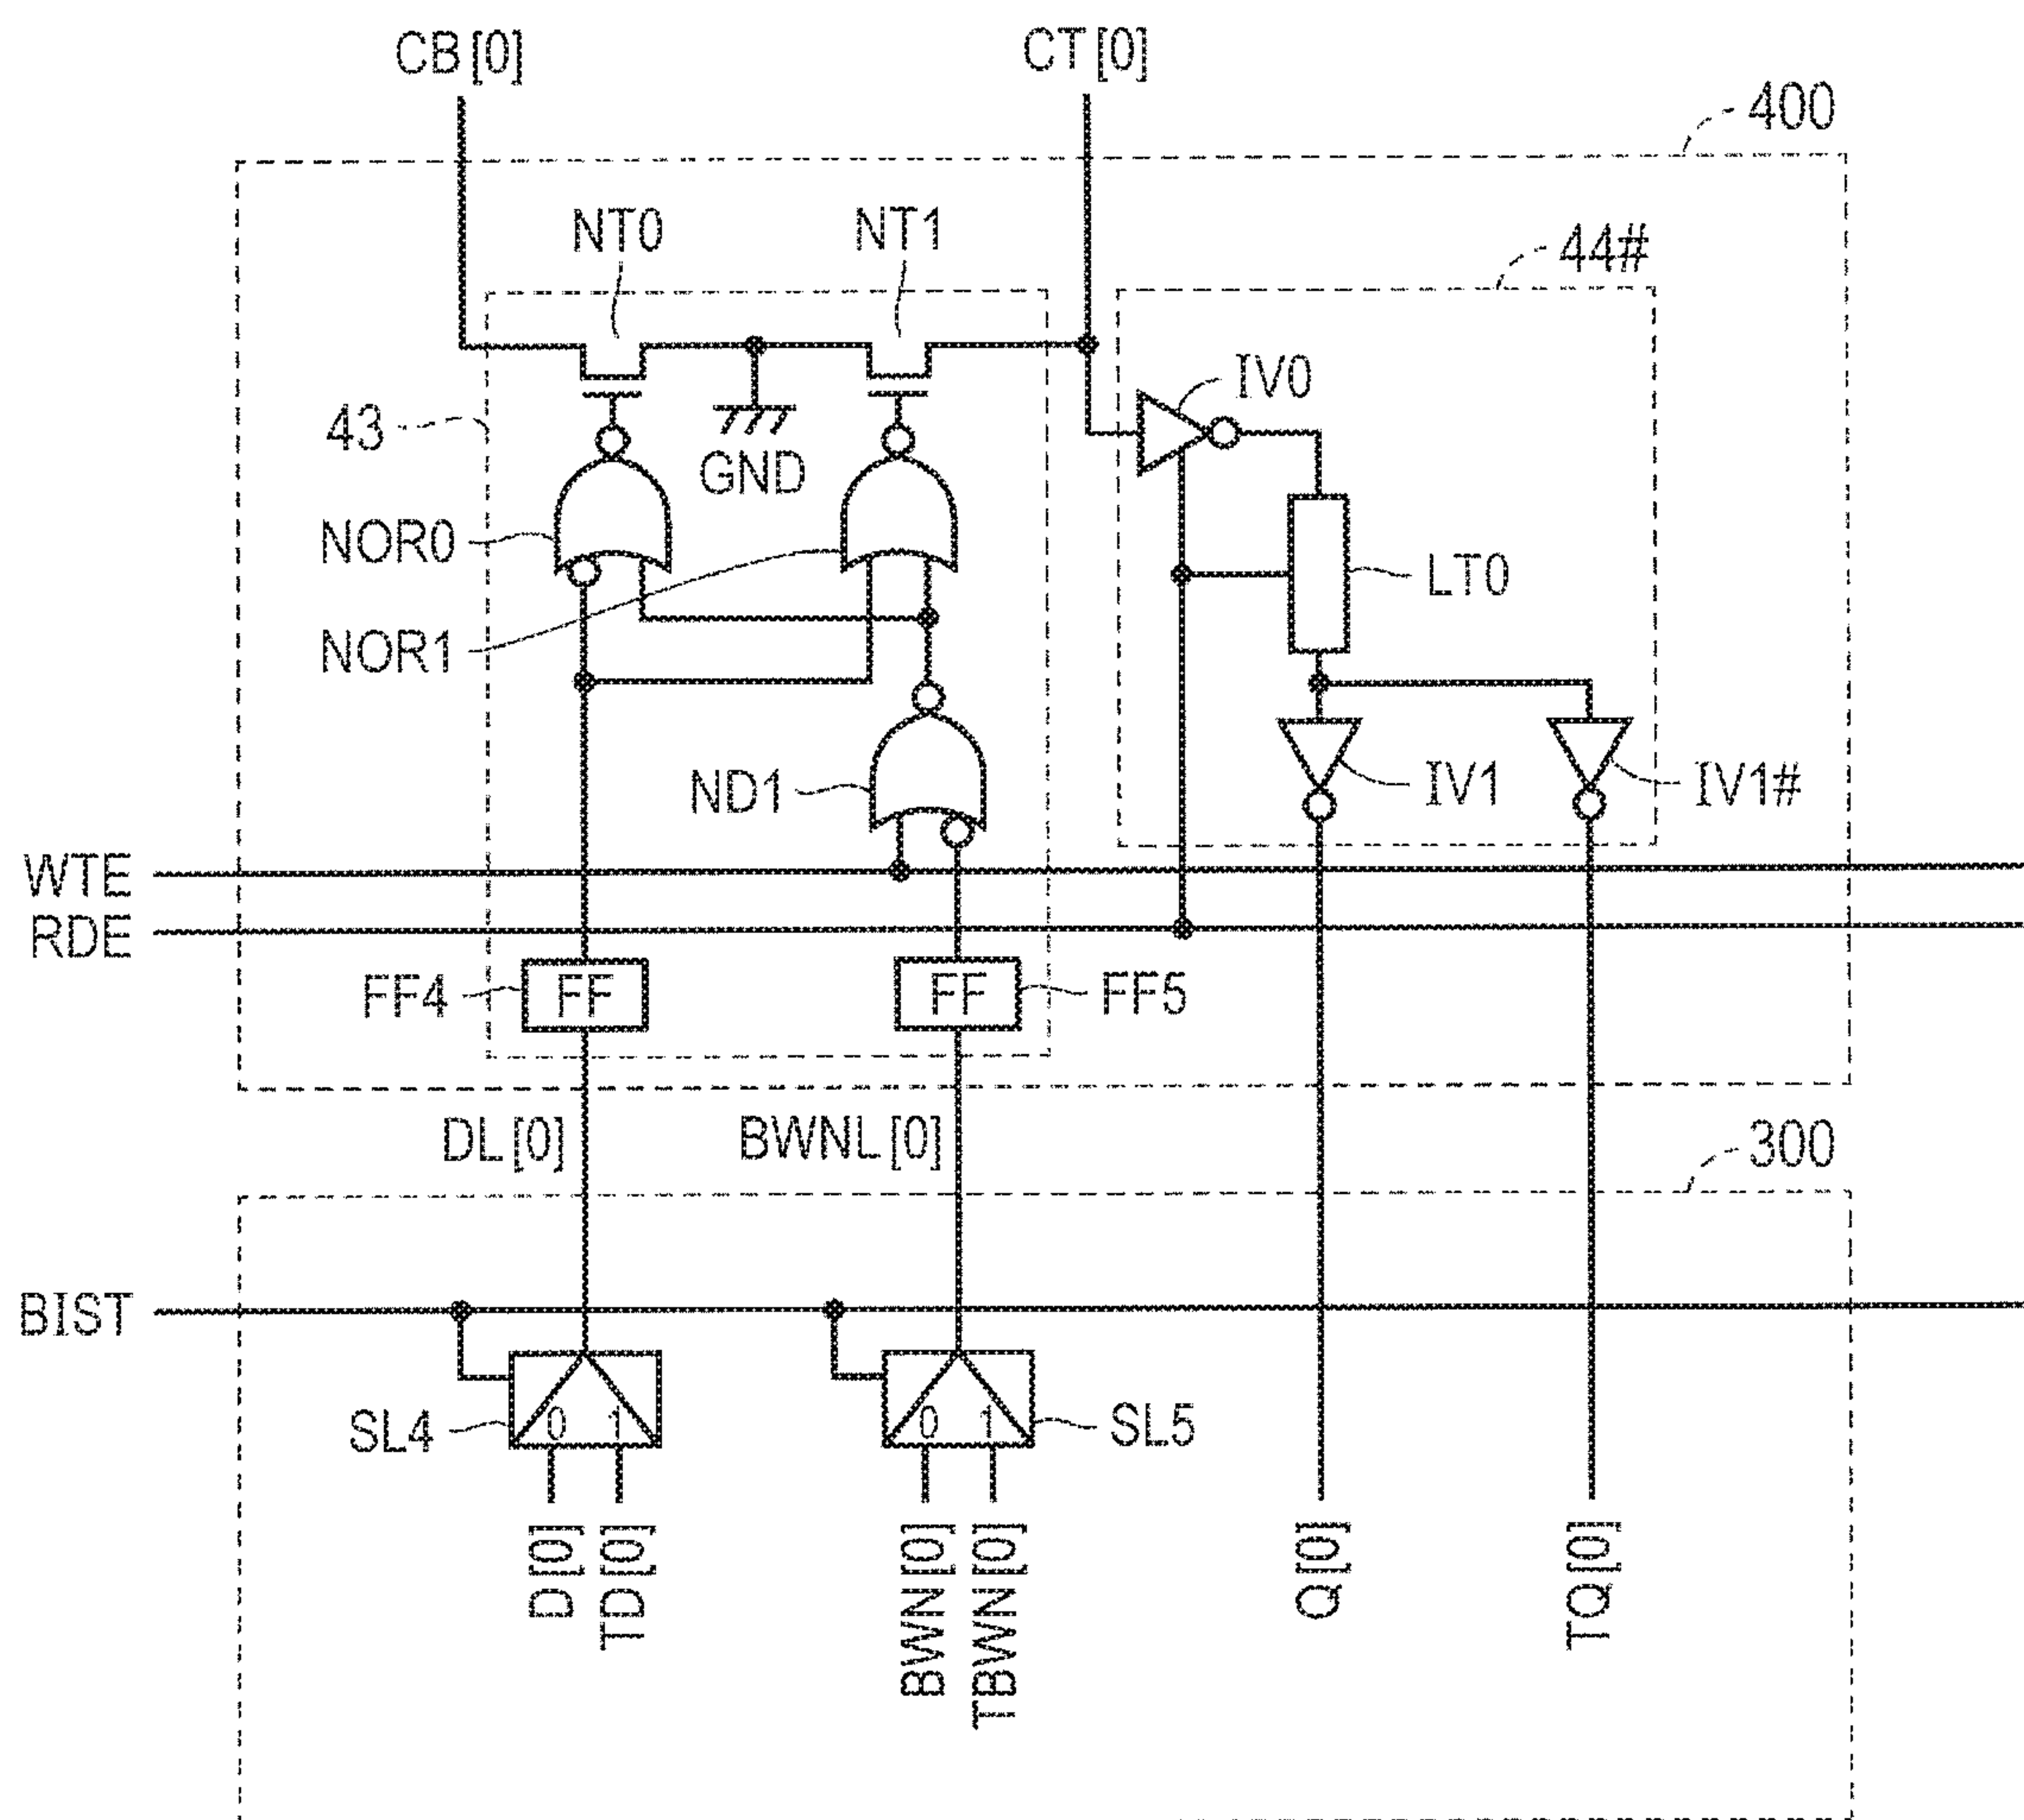 CB[0]
CT[0]
400
NT0
NT1
44#
IV0
43
GND
NOR0
LT0
NOR1
ND1
IV1
IV1#
WTE
RDE
FF4
FF
FF
FF5
DL[0]
BWNL[0]
300
BIST
SL4
0
1
0
1
SL5
D[0]
TD[0]
BWN[0]
TBWN[0]
Q[0]
TQ[0]